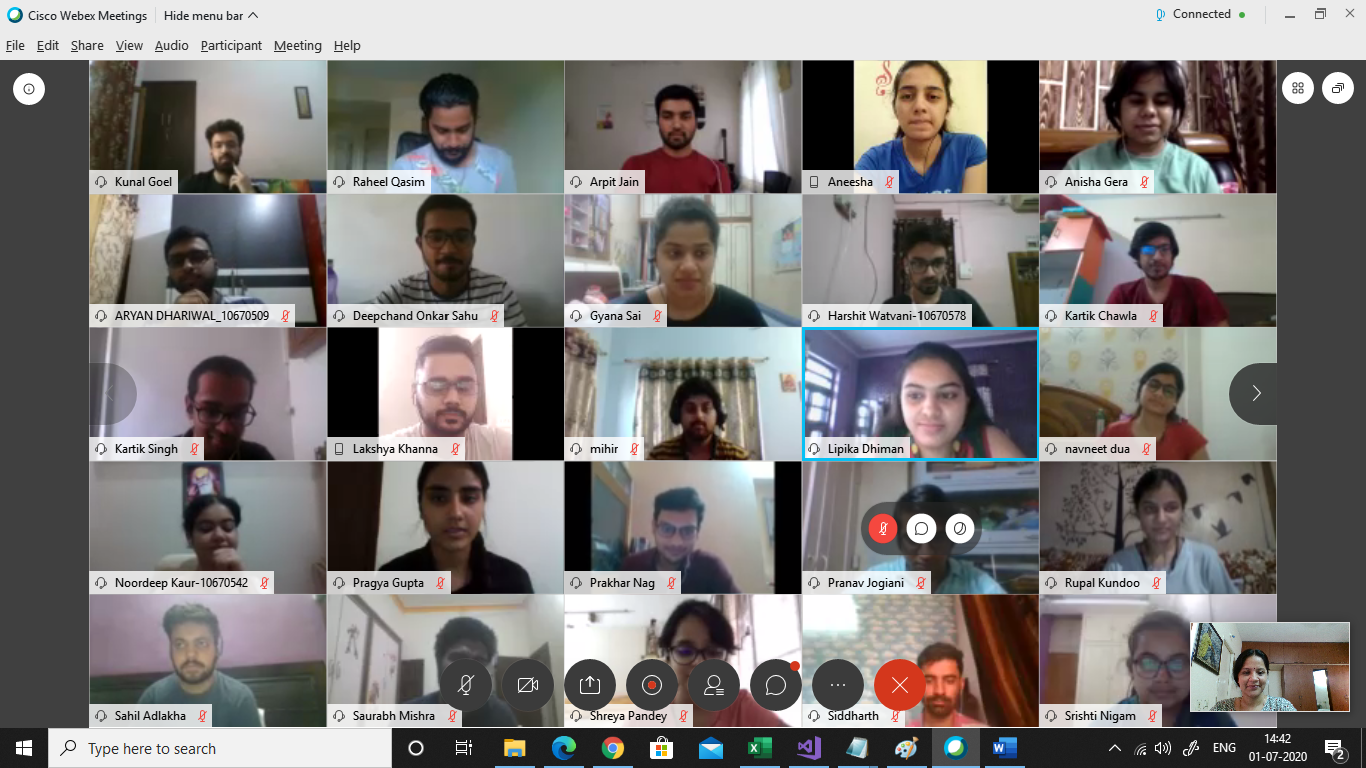 Cisco Webex Meetings
Hide menu bar
Connected
File Edit Share View Audio Participant Meeting Help
Kunal Goel
Raheel Qasim
Arpit Jain
Aneesha
Anisha Gera
ARYAN DHARIWAL_10670509
Deepchand Onkar Sahu
Gyana Sai
Harshit Watvani-10670578
Kartik Chawla
Kartik Singh
Lakshya Khanna
mihir
Lipika Dhiman
navneet dua
Noordeep Kaur-10670542
Pragya Gupta
Prakhar Nag
Pranav Jogiani
Rupal Kundoo
Sahil Adlakha
Saurabh Mishra
Shreya Pandey
Siddharth
Srishti Nigam
Type here to search
ENG
14:42
01-07-2020
2